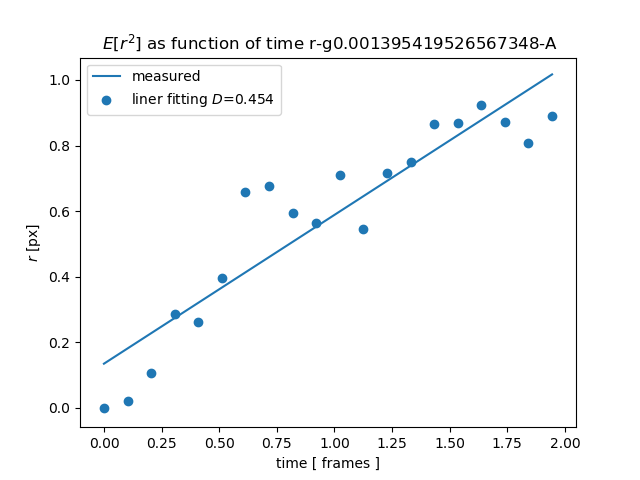 E[r²] as function of time r-g0.001395419526567348-A
measured
liner fitting D=0.454
1.0
0.8
0.6
0.4
0.2
0.0
r [px]
0.00 0.25 0.50 0.75 1.00 1.25 1.50 1.75 2.00
time [ frames ]